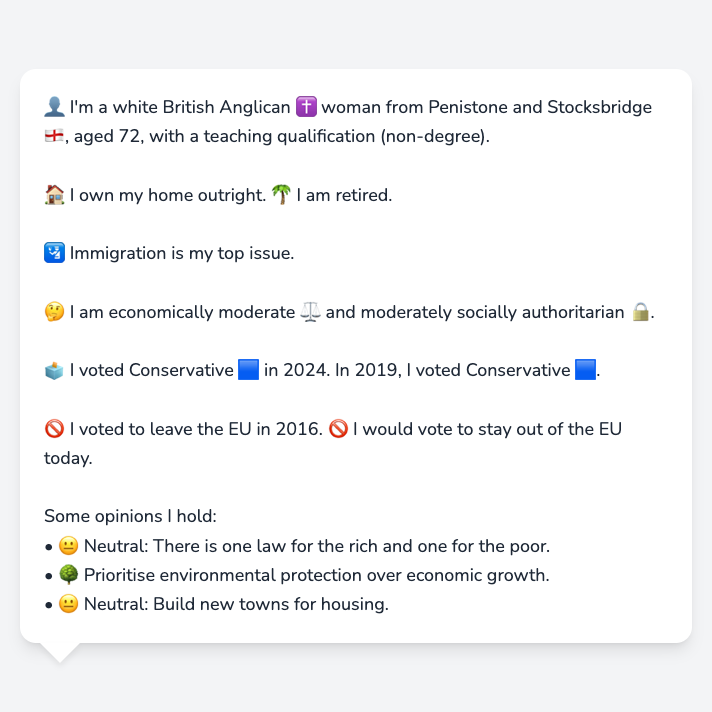 👤 I'm a white British Anglican ✝️ woman from Penistone and Stocksbridge
🏴󠁧󠁢󠁥󠁮󠁧󠁿, aged 72, with a teaching qualification (non-degree).
🏠 I own my home outright. 🌴 I am retired.
🛂 Immigration is my top issue.
🤔 I am economically moderate ⚖️ and moderately socially authoritarian 🔒.
🗳️ I voted Conservative 🟦 in 2024. In 2019, I voted Conservative 🟦.
🚫 I voted to leave the EU in 2016. 🚫 I would vote to stay out of the EU
today.
Some opinions I hold:
• 😐 Neutral: There is one law for the rich and one for the poor.
• 🌳 Prioritise environmental protection over economic growth.
• 😐 Neutral: Build new towns for housing.